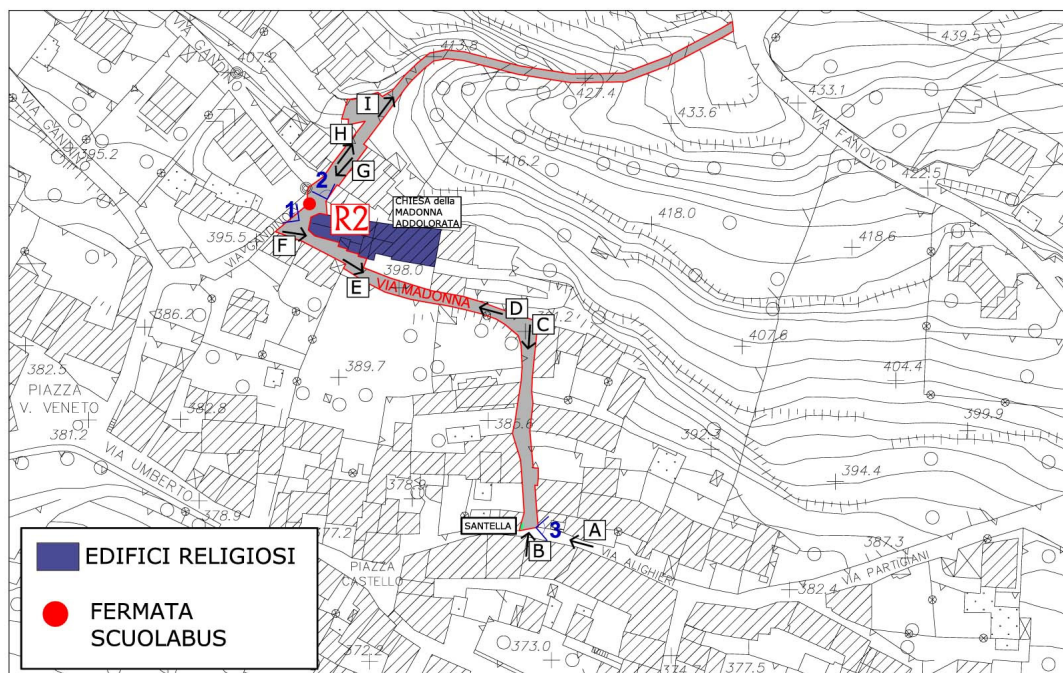 VIA GANDINO
407.2
413.8
439.5
427.4
433.1
433.6
VIA FANOVO
VIA GANDINO
395.2
I
H
G
416.2
422.5
2
1
R2
CHIESA della
MADONNA
ADDOLORATA
418.0
418.6
395.5
F
VIA GANDINO
E
398.0
VIA MADONNA
D
C
386.2
407.6
382.5
PIAZZA
V. VENETO
389.7
404.4
382.8
381.2
385.6
392.3
399.9
VIA UMBERTO
394.4
378.9
378.9
SANTELLA
3
A
B
377.2
PIAZZA
CASTELLO
VIA ALIGHIERI
387.3
VIA PARTIGIANI
382.4
372.2
373.0
374.7
377.5
EDIFICI RELIGIOSI
FERMATA
SCUOLABUS